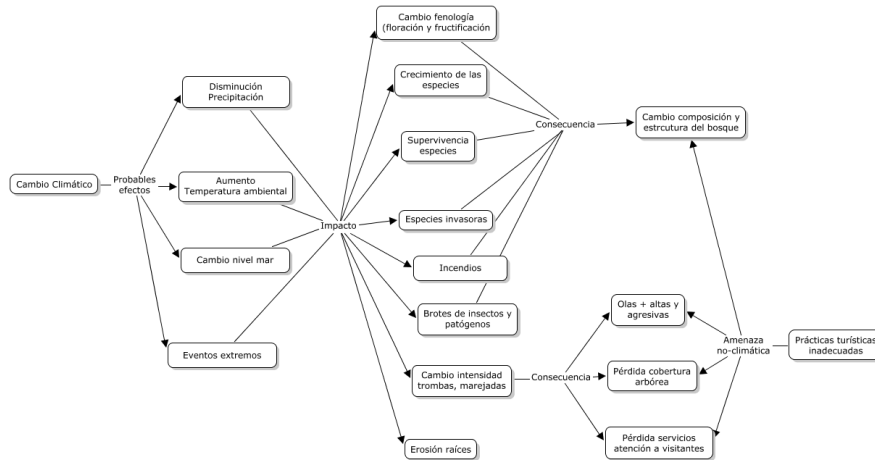 Cambio fenología
(floración y fructificación
Crecimiento de las
especies
Disminución
Precipitación
Consecuencia
Cambio composición y
estrcutura del bosque
Supervivencia
especies
Cambio Climático
Probables
efectos
Aumento
Temperatura ambiental
Impacto
Especies invasoras
Cambio nivel mar
Incendios
Brotes de insectos y
patógenos
Olas + altas y
agresivas
Amenaza
no-climática
Prácticas turísticas
inadecuadas
Eventos extremos
Cambio intensidad
trombas, marejadas
Consecuencia
Pérdida cobertura
arbórea
Pérdida servicios
atención a visitantes
Erosión raíces